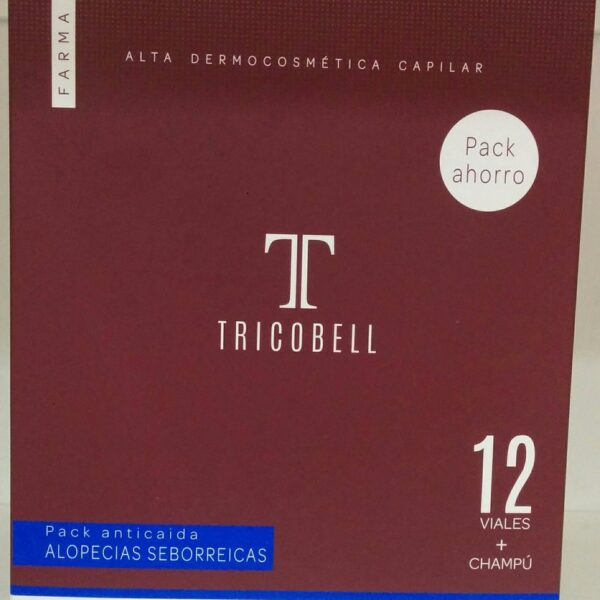 FARMA
ALTA DERMOCOSMÉTICA CAPILAR
Pack
ahorro
TRICOBELL
12
VIALES
+
CHAMPÚ
Pack anticaida
ALOPECIAS SEBORREICAS